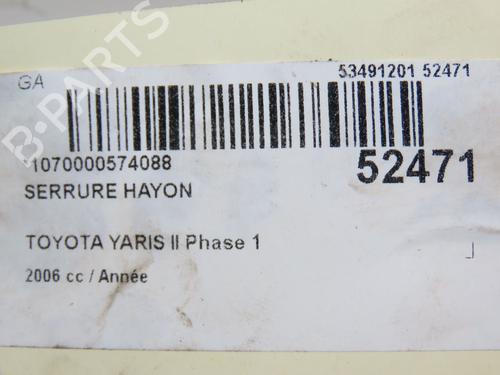 GA
53491201 52471
1070000574088
52471
SERRURE HAYON
TOYOTA YARIS II Phase 1
2006 cc / Année
B-PARTS